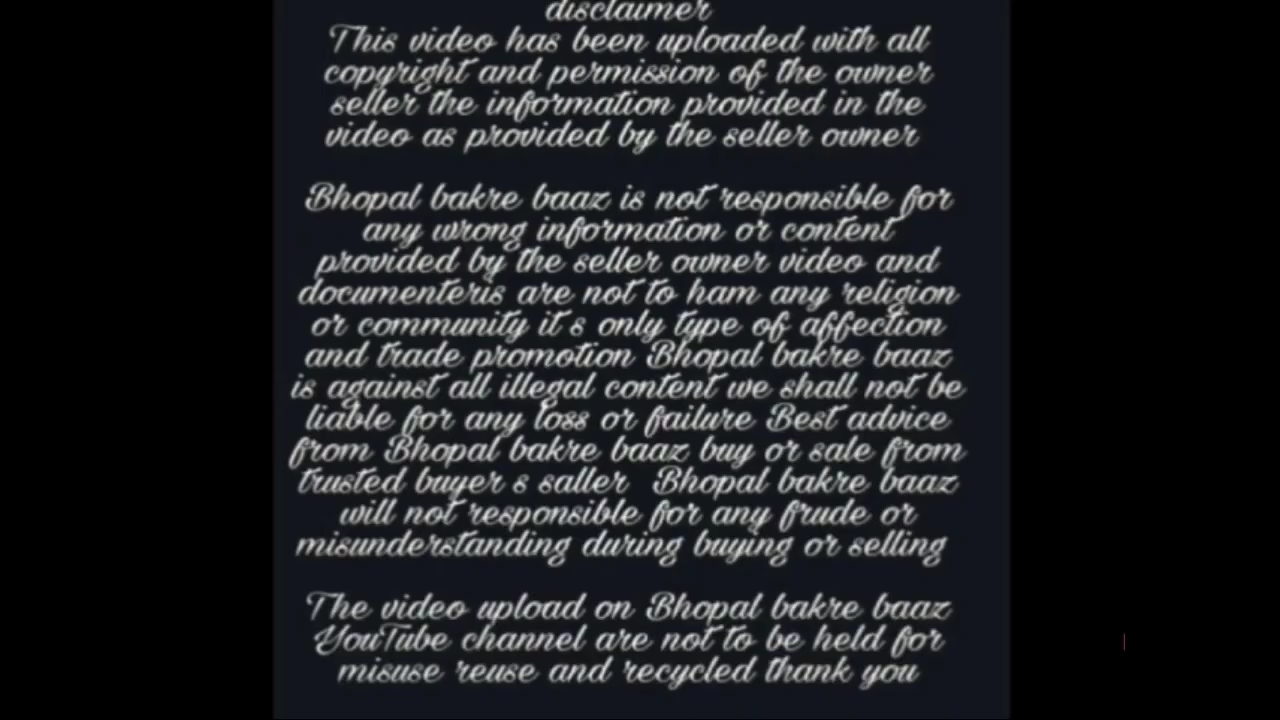 disclaimer
This video has been uploaded with all
copyright and permission of the owner
seller the information provided in the
video as provided by the seller owner
Bhopal bakre baaz is not responsible for
any wrong information or content
provided by the seller owner video and
documenteris are not to ham any religion
or community it s only type of affection
and trade promotion Bhopal bakre baaz
is against all illegal content we shall not be
liable for any loss or failure Best advice
from Bhopal bakre baaz buy or sale from
trusted buyer s saller Bhopal bakre baaz
will not responsible for any frude or
misunderstanding during buying or selling
The video upload on Bhopal bakre baaz
YouTube channel are not to be held for
misuse reuse and recycled thank you